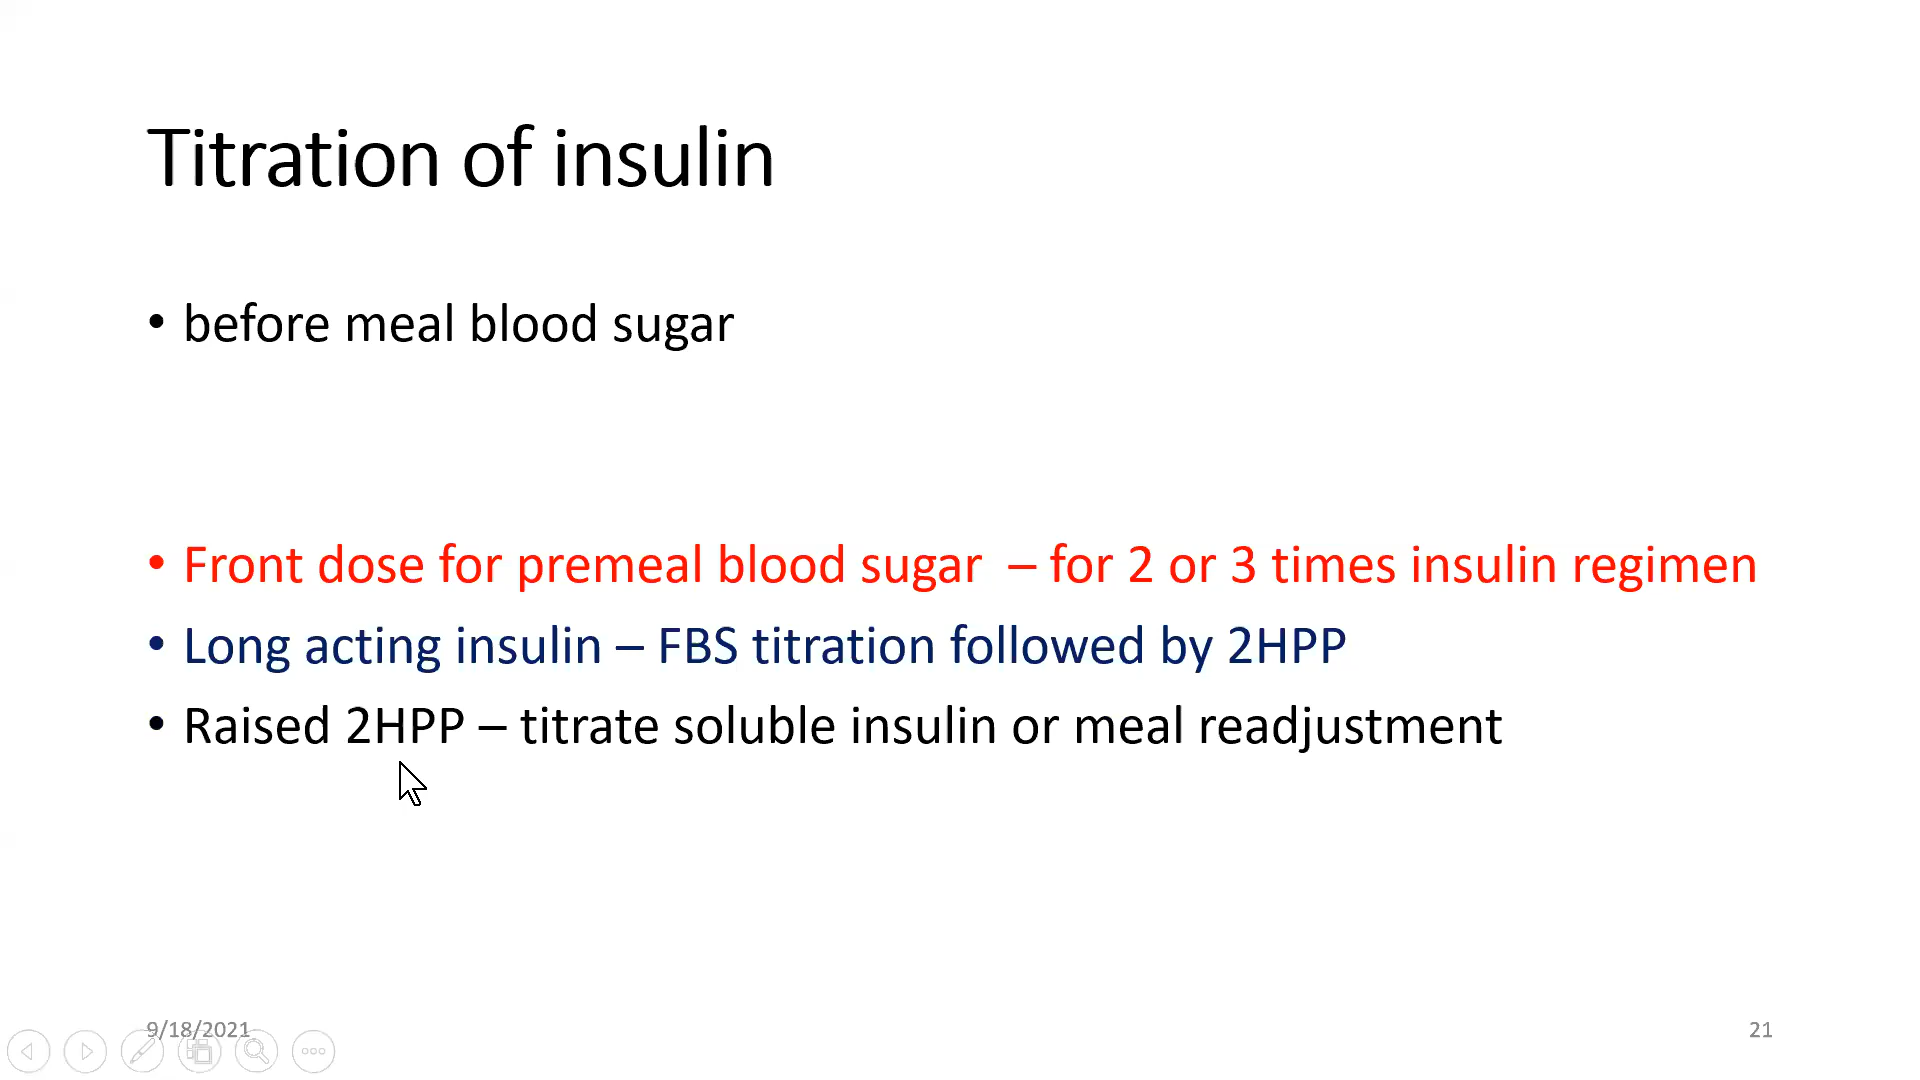 Titration of insulin
• before meal blood sugar
• Front dose for premeal blood sugar – for 2 or 3 times insulin regimen
• Long acting insulin – FBS titration followed by 2HPP
• Raised 2HPP – titrate soluble insulin or meal readjustment
9/18/2021
21